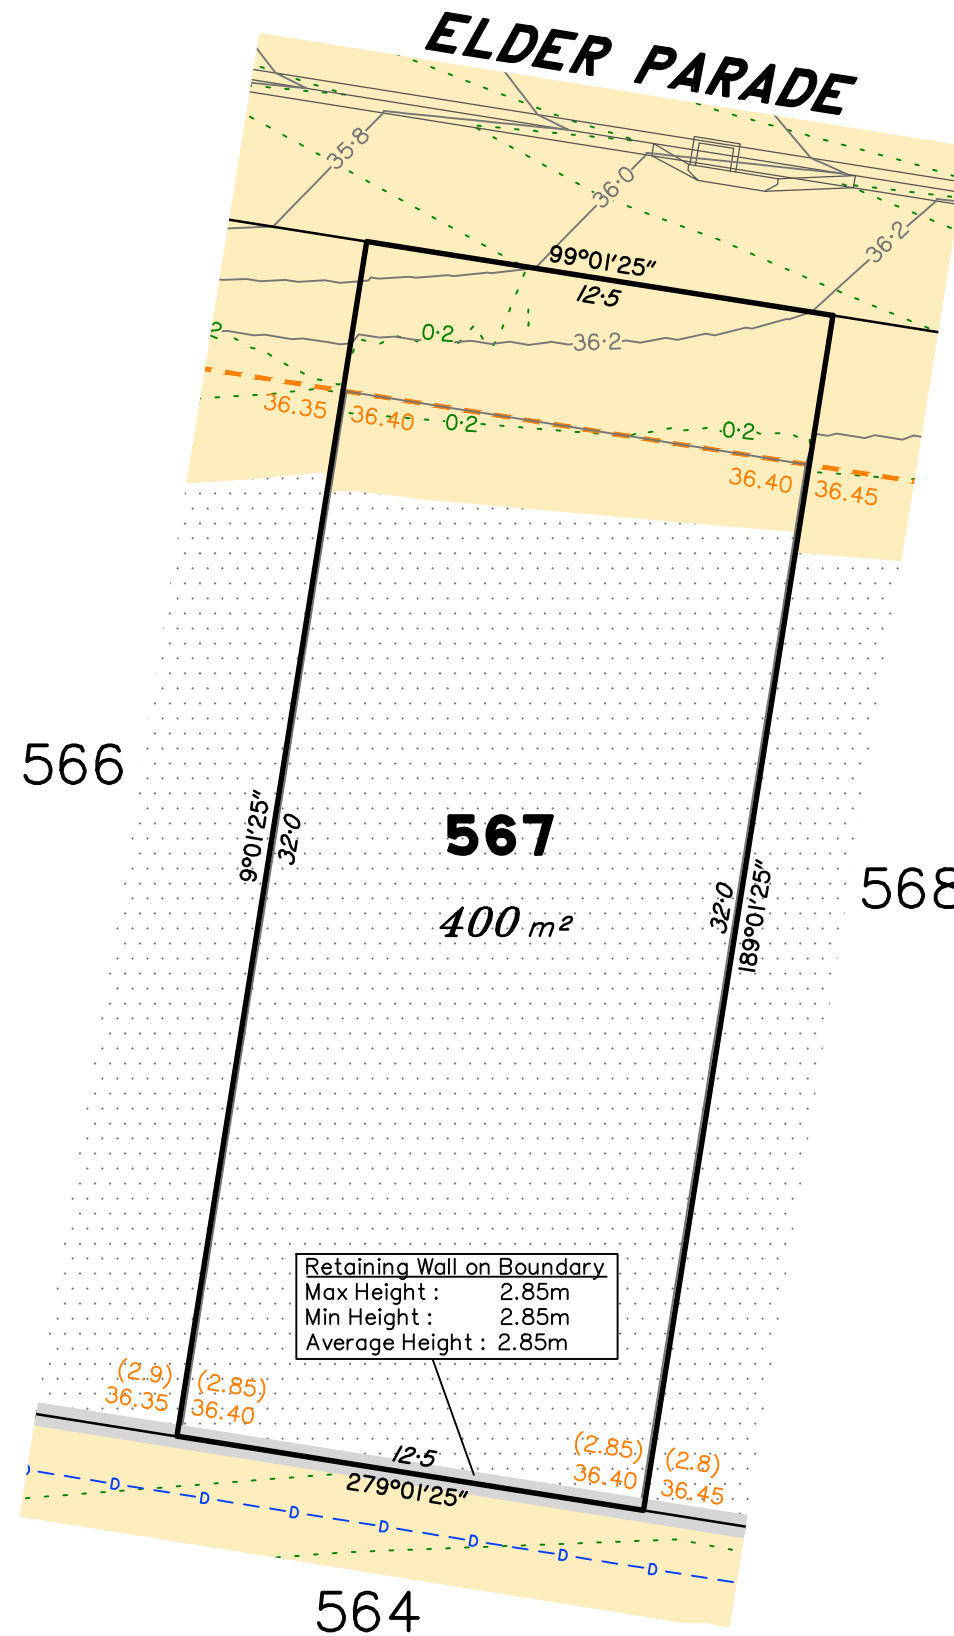 ELDER PARADE
35·8
36·0
36·2
99°01'25"
12·5
2
0·2
36·2
36.35
36.40
0·2
0·2
36.40
36.45
566
9°01'25"
32·0
567
400 m²
32·0
189°01'25"
568
Retaining Wall on Boundary
Max Height : 2.85m
Min Height : 2.85m
Average Height : 2.85m
(2.9)
36.35
(2.85)
36.40
12·5
279°01'25"
(2.85)
36.40
(2.8)
36.45
D
D
D
D
D
D
D
D
564